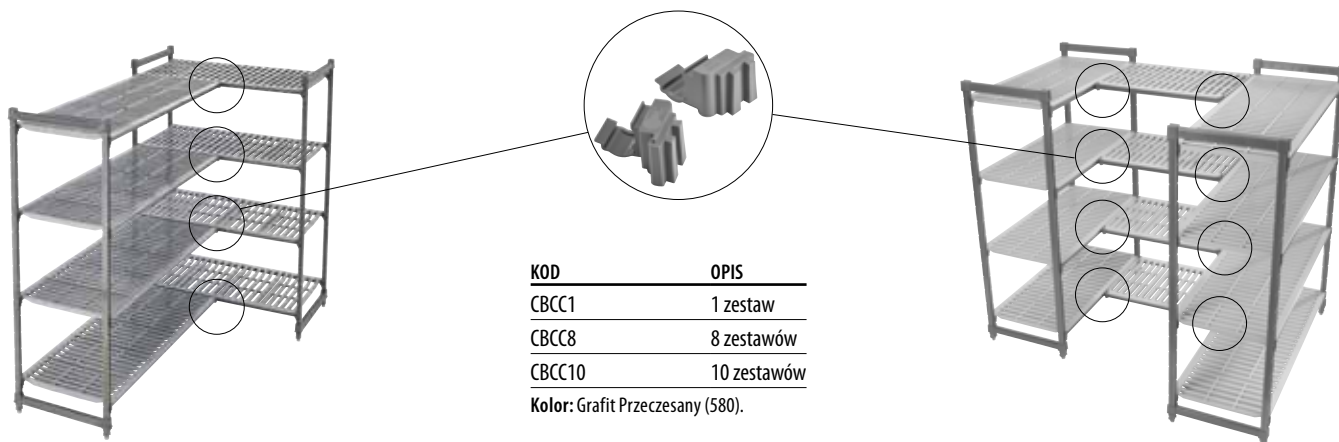 KOD OPIS
CBCC1 1 zestaw
CBCC8 8 zestawów
CBCC10 10 zestawów
Kolor: Grafit Przeczesany (580).